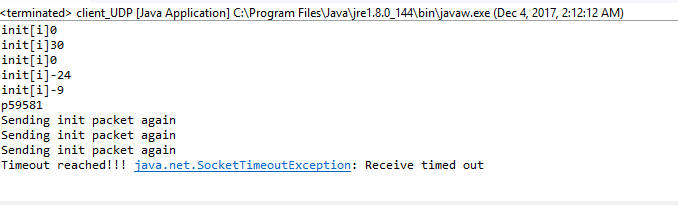 <terminated> client_UDP [Java Application] C:\Program Files\Java\jre1.8.0_144\bin\javaw.exe (Dec 4, 2017, 2:12:12 AM)
init[i]0
init[i]30
init[i]0
init[i]-24
init[i]-9
p59581
Sending init packet again
Sending init packet again
Sending init packet again
Timeout reached!!! java.net.SocketTimeoutException: Receive timed out